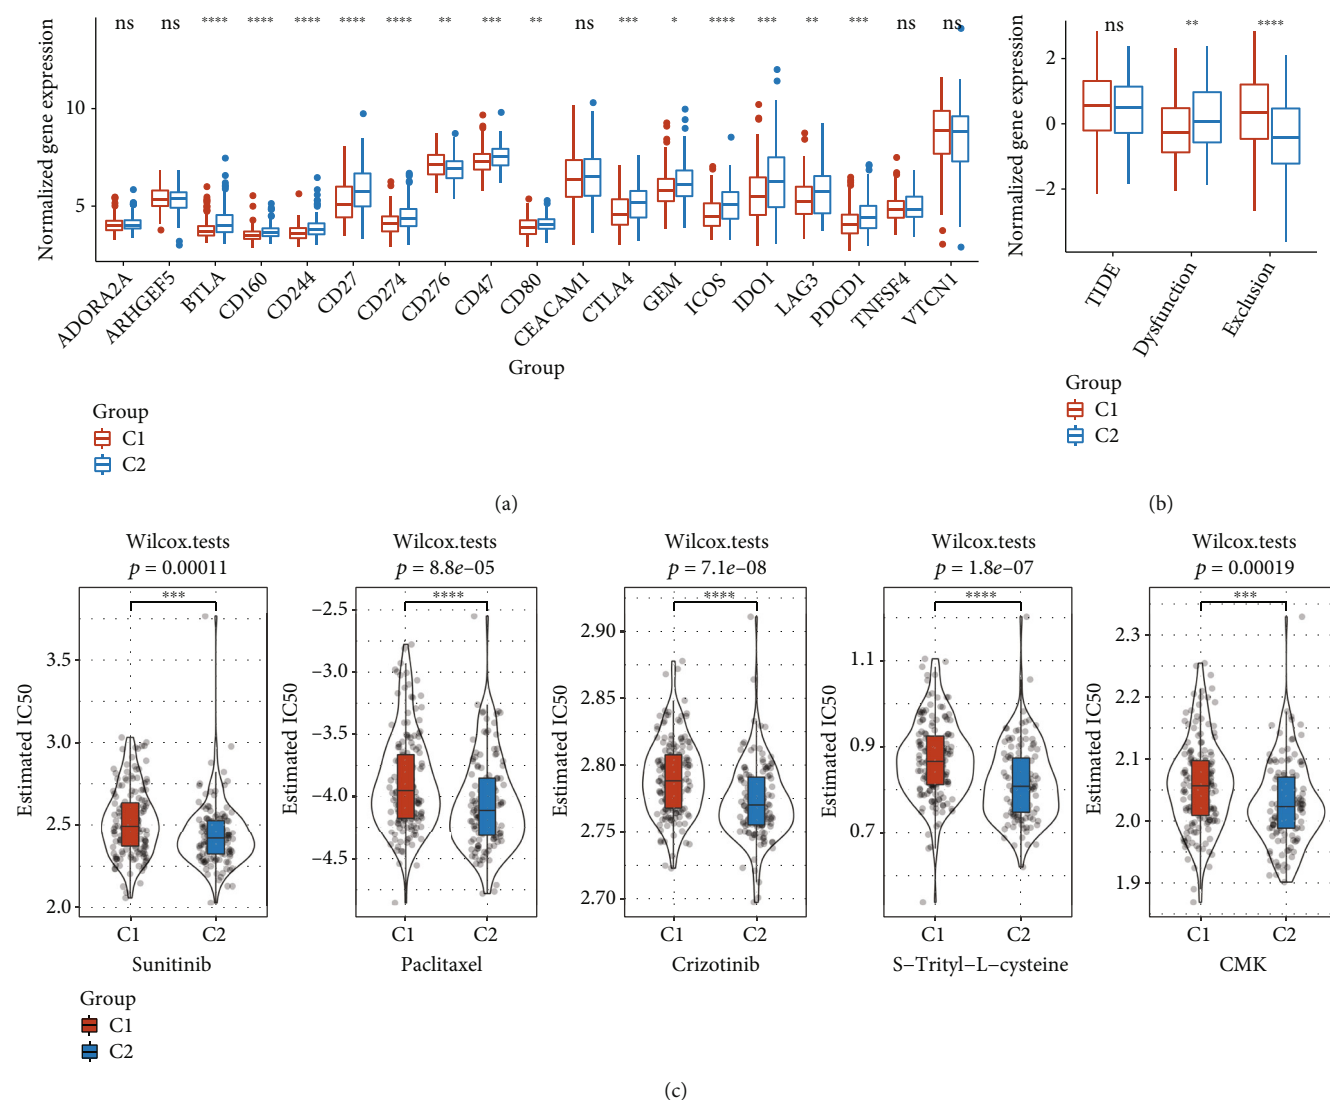 ns ns **** **** **** **** **** ** *** ** ns *** * **** *** ** *** ns ns
Normalized gene expression
10
5
ADORA2A ARHGEF5 BTLA CD160 CD244 CD27 CD274 CD276 CD47 CD80 CEACAM1 CTLA4 GEM ICOS IDO1 LAG3 PDCD1 TNFSF4 VTCN1
Group
Group
C1
C2
(a)
ns ** ****
Normalized gene expression
2
0
−2
TIDE Dysfunction Exclusion
Group
C1
C2
(b)
Wilcox.tests
p = 0.00011
***
Estimated IC50
3.5
3.0
2.5
2.0
C1 C2
Sunitinib
Wilcox.tests
p = 8.8e−05
****
Estimated IC50
−2.5
−3.0
−3.5
−4.0
−4.5
C1 C2
Paclitaxel
Wilcox.tests
p = 7.1e−08
****
Estimated IC50
2.90
2.85
2.80
2.75
2.70
C1 C2
Crizotinib
Wilcox.tests
p = 1.8e−07
****
Estimated IC50
1.1
0.9
0.7
C1 C2
S−Trityl−L−cysteine
Wilcox.tests
p = 0.00019
***
Estimated IC50
2.3
2.2
2.1
2.0
1.9
C1 C2
CMK
Group
C1
C2
(c)